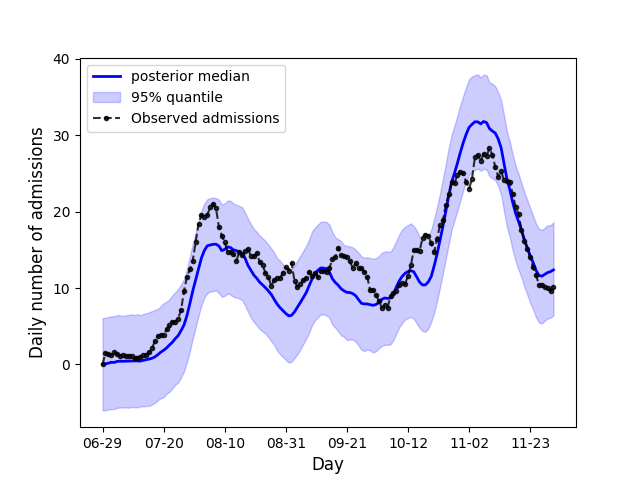 40
30
20
10
0
Daily number of admissions
posterior median
95% quantile
Observed admissions
06-29 07-20 08-10 08-31 09-21 10-12 11-02 11-23
Day